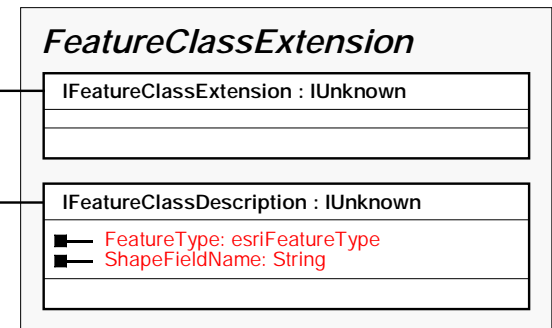 FeatureClassExtension
IFeatureClassExtension : IUnknown
IFeatureClassDescription : IUnknown
FeatureType: esriFeatureType
ShapeFieldName: String